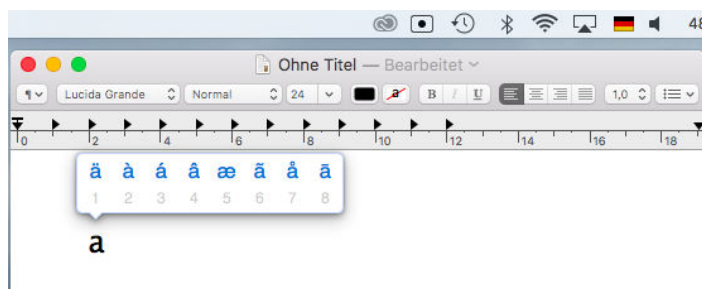 48
Ohne Titel — Bearbeitet
¶ Lucida Grande Normal 24 a B I U 1,0
0 2 4 6 8 10 12 14 16 18
ä à á â æ ã å ā
1 2 3 4 5 6 7 8
a